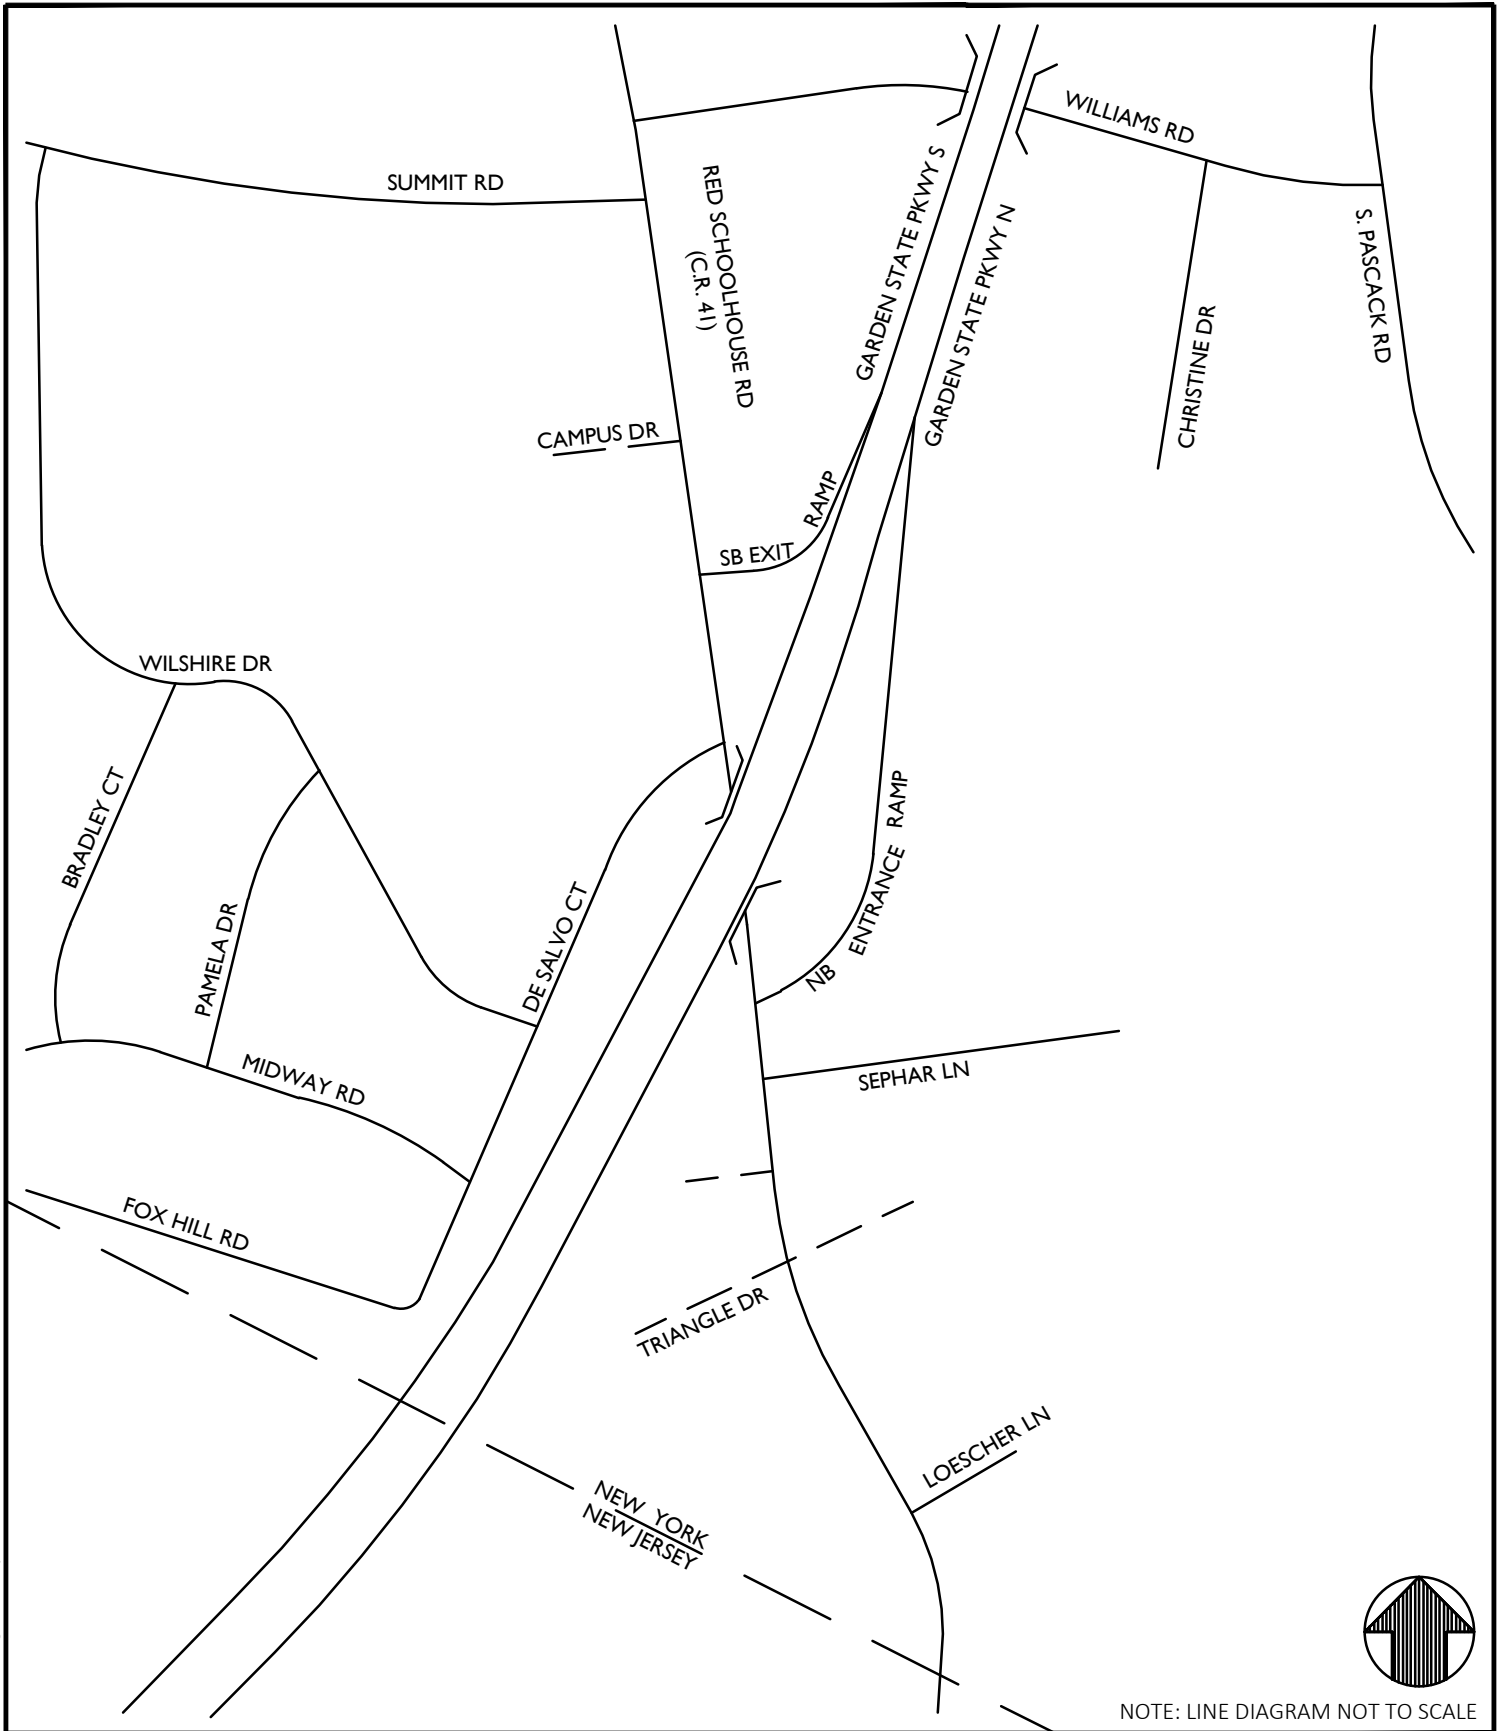 WILLIAMS RD
SUMMIT RD
RED SCHOOLHOUSE RD
(C.R. 41)
GARDEN STATE PKWY S
GARDEN STATE PKWY N
S. PASCACK RD
CHRISTINE DR
CAMPUS DR
SB EXIT RAMP
WILSHIRE DR
BRADLEY CT
PAMELA DR
DE SALVO CT
NB ENTRANCE RAMP
MIDWAY RD
SEPHAR LN
FOX HILL RD
TRIANGLE DR
LOESCHER LN
NEW YORK
NEW JERSEY
NOTE: LINE DIAGRAM NOT TO SCALE